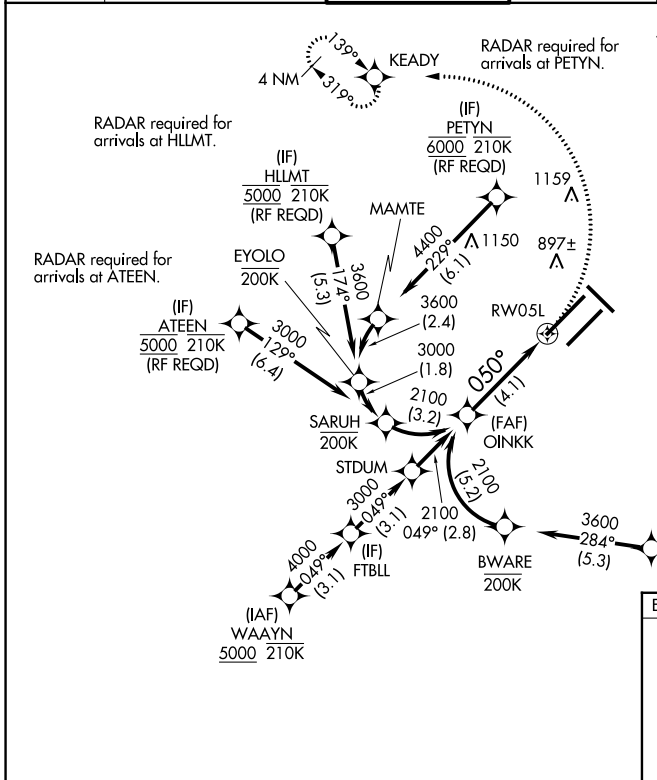 139°
319°
4 NM
KEADY
RADAR required for
arrivals at PETYN.
RADAR required for
arrivals at HLLMT.
(IF)
PETYN
6000 210K
(RF REQD)
(IF)
HLLMT
5000 210K
(RF REQD)
MAMTE
1159
4400
229°
(6.1)
1150
897±
EYOLO
200K
3600
174°
(5.3)
RADAR required for
arrivals at ATEEN.
3600
(2.4)
RW05L
(IF)
ATEEN
5000 210K
(RF REQD)
3000
129°
(6.4)
3000
(1.8)
050°
(4.1)
2100
(3.2)
SARUH
200K
(FAF)
OINKK
STDUM
2100
(5.2)
3000
049°
(3.1)
2100
049° (2.8)
3600
284°
(5.3)
(IF)
FTBLL
BWARE
200K
4000
049°
(3.1)
(IAF)
WAAYN
5000 210K
E